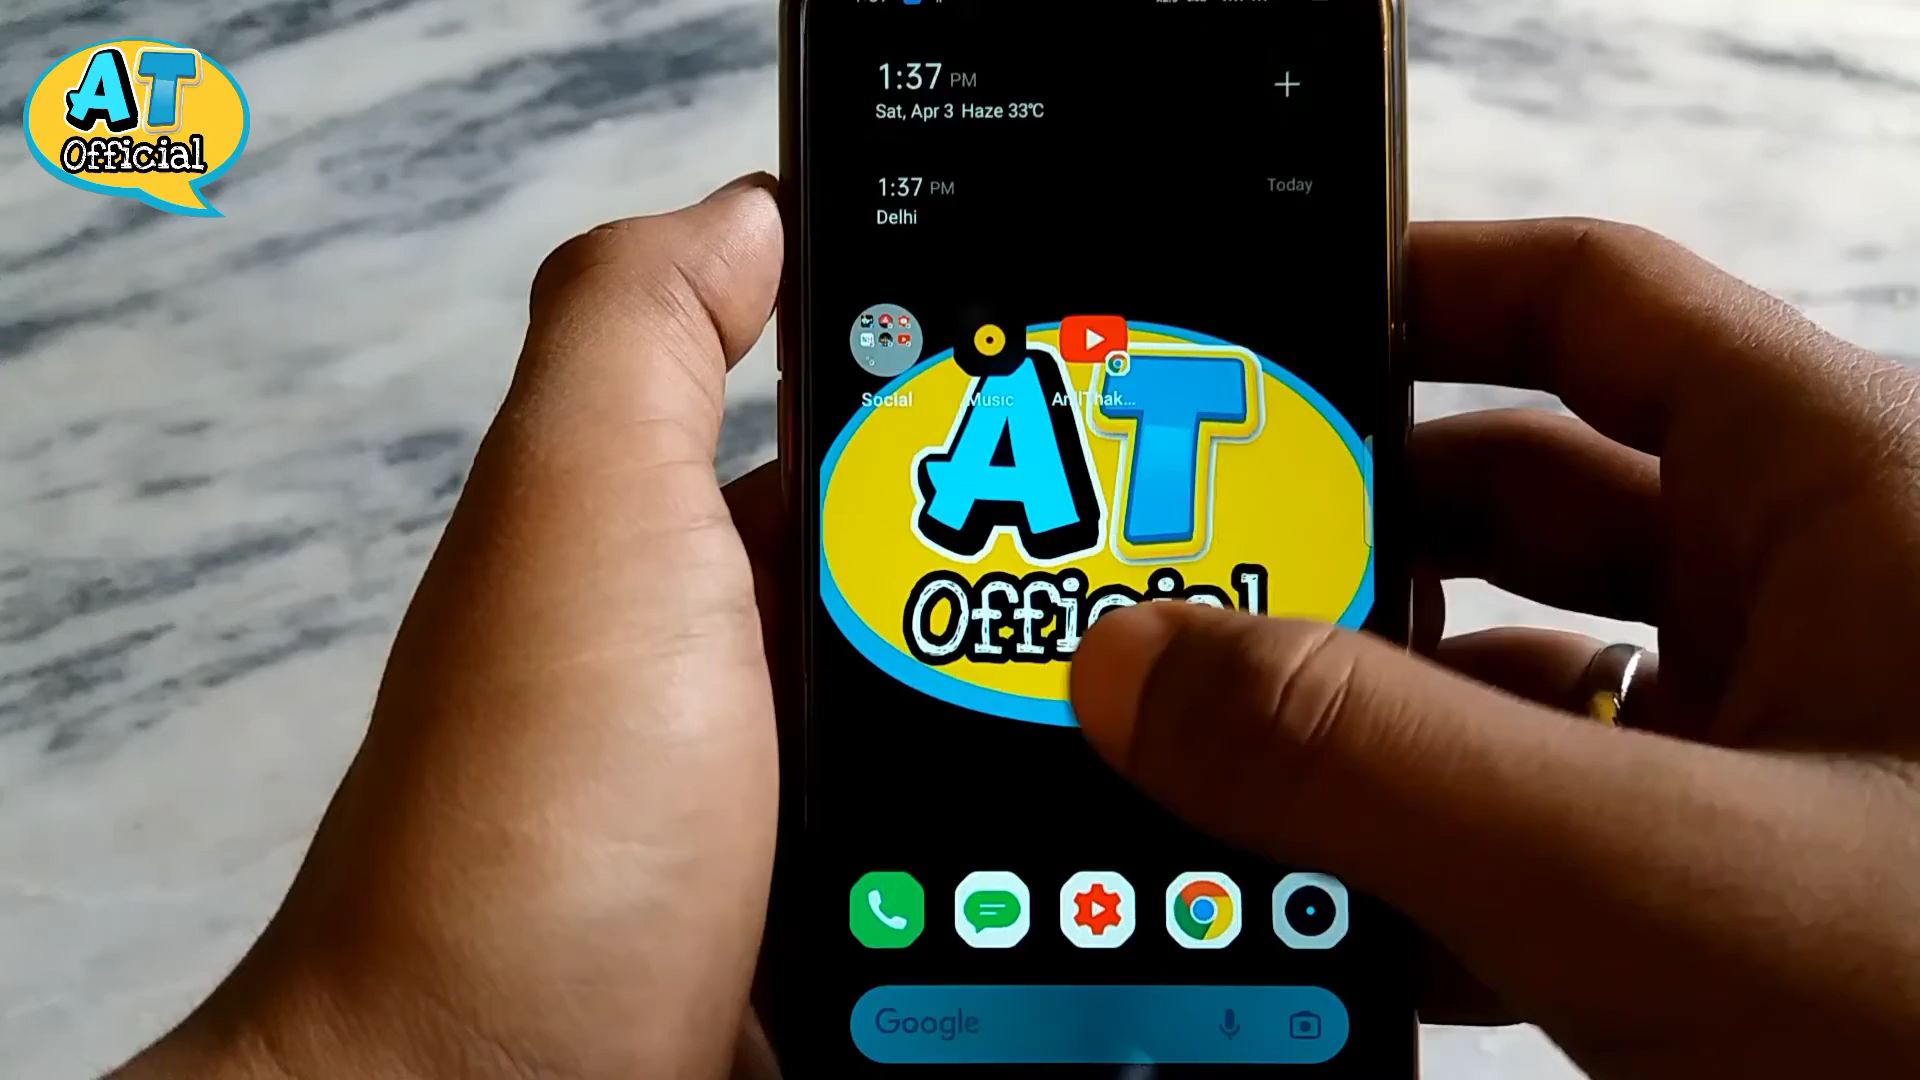 AT
Official
1:37 PM
Sat, Apr 3 Haze 33℃
1:37 PM
Today
Delhi
Social
Music
AT
Official
Google